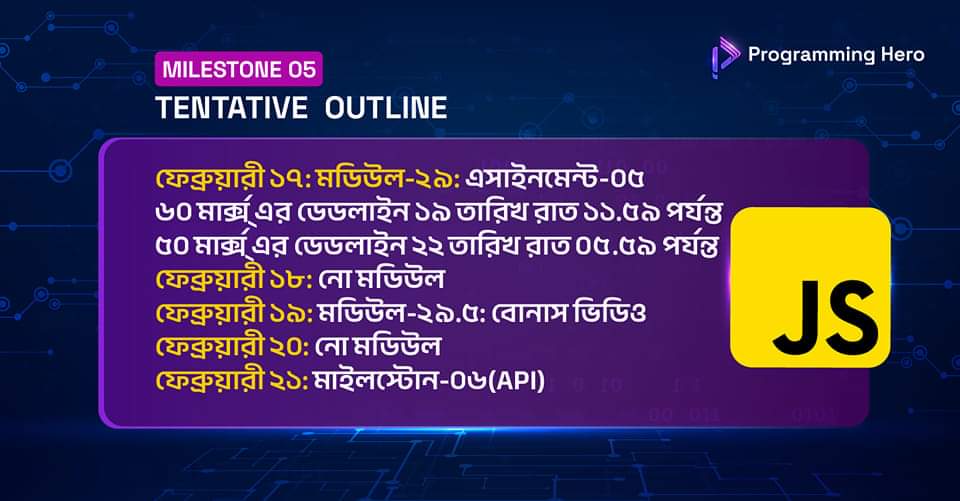 Programming Hero
MILESTONE 05
TENTATIVE OUTLINE
ফেব্রুয়ারী ১৭: মডিউল-২৯: এসাইনমেন্ট-০৫
৬০ মার্ক্স্ এর ডেডলাইন ১৯ তারিখ রাত ১১.৫৯ পর্যন্ত
৫০ মার্ক্স্ এর ডেডলাইন ২২ তারিখ রাত ০৫.৫৯ পর্যন্ত
ফেব্রুয়ারী ১৮: নো মডিউল
ফেব্রুয়ারী ১৯: মডিউল-২৯.৫: বোনাস ভিডিও
ফেব্রুয়ারী ২০: নো মডিউল
ফেব্রুয়ারী ২১: মাইলস্টোন-০৬(API)
JS